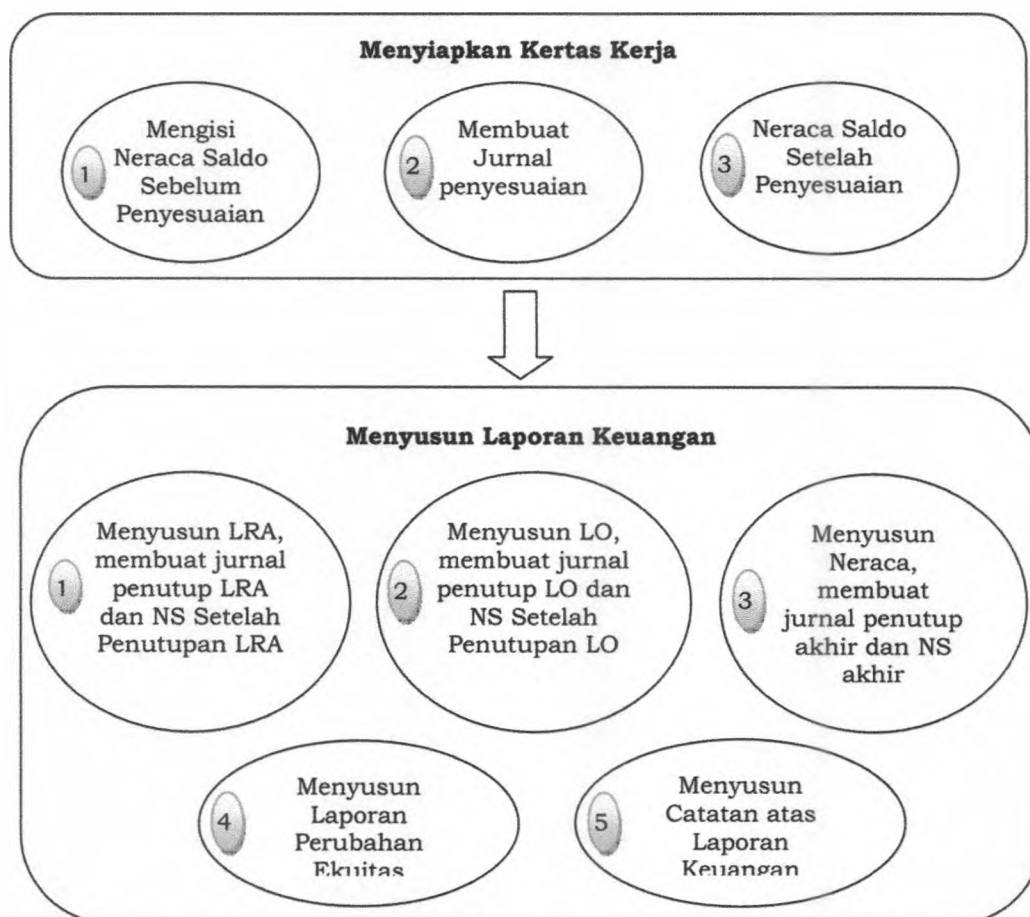 Menyiapkan Kertas Kerja
1
Mengisi
Neraca Saldo
Sebelum
Penyesuaian
2
Membuat
Jurnal
penyesuaian
3
Neraca Saldo
Setelah
Penyesuaian
Menyusun Laporan Keuangan
1
Menyusun LRA,
membuat jurnal
penutup LRA
dan NS Setelah
Penutupan LRA
2
Menyusun LO,
membuat jurnal
penutup LO dan
NS Setelah
Penutupan LO
3
Menyusun
Neraca,
membuat
jurnal penutup
akhir dan NS
akhir
4
Menyusun
Laporan
Perubahan
Ekuitas
5
Menyusun
Catatan atas
Laporan
Keuangan